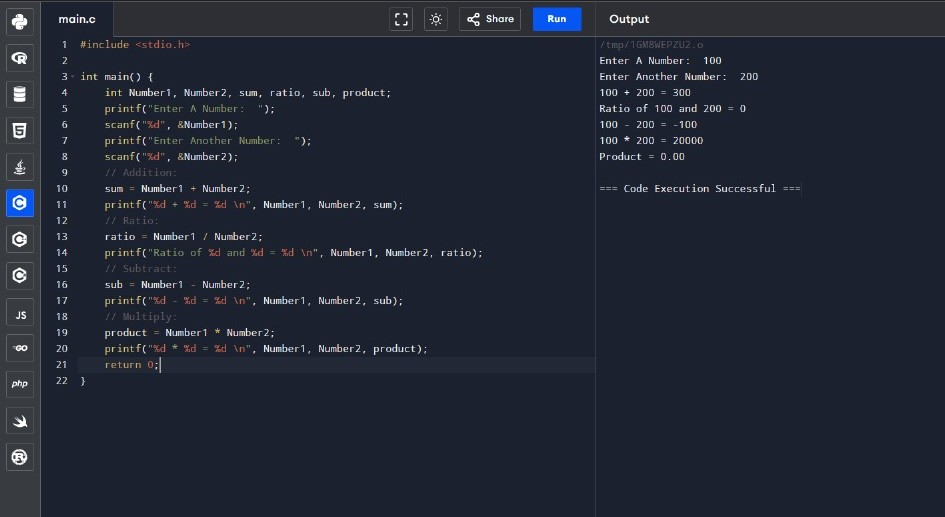 main.c
Share
Run
Output
1 #include <stdio.h>
2
3 int main() {
4 int Number1, Number2, sum, ratio, sub, product;
5 printf("Enter A Number:  ");
6 scanf("%d", &Number1);
7 printf("Enter Another Number:  ");
8 scanf("%d", &Number2);
9 // Addition:
10 sum = Number1 + Number2;
11 printf("%d + %d = %d \n", Number1, Number2, sum);
12 // Ratio:
13 ratio = Number1 / Number2;
14 printf("Ratio of %d and %d = %d \n", Number1, Number2, ratio);
15 // Subtract:
16 sub = Number1 - Number2;
17 printf("%d - %d = %d \n", Number1, Number2, sub);
18 // Multiply:
19 product = Number1 * Number2;
20 printf("%d * %d = %d \n", Number1, Number2, product);
21 return 0;
22 }
/tmp/1GM8WEPZU2.o
Enter A Number:  100
Enter Another Number:  200
100 + 200 = 300
Ratio of 100 and 200 = 0
100 - 200 = -100
100 * 200 = 20000
Product = 0.00
=== Code Execution Successful ===
JS
GO
php